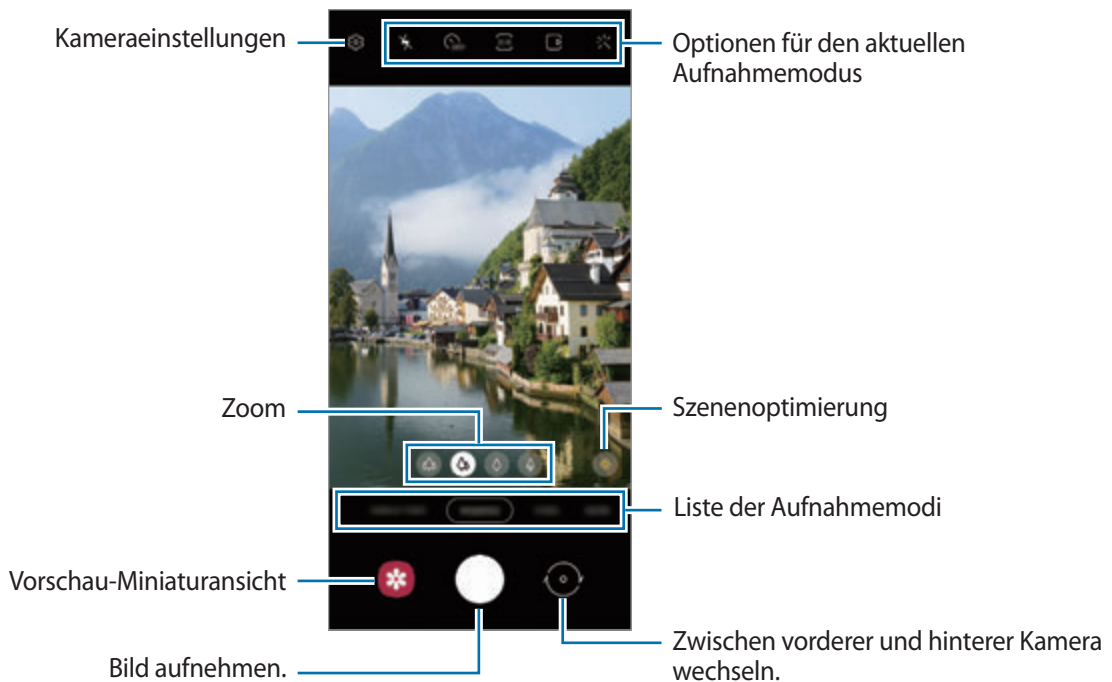 Kameraeinstellungen
Optionen für den aktuellen
Aufnahmemodus
Zoom
Szenenoptimierung
Liste der Aufnahmemodi
Vorschau-Miniaturansicht
Bild aufnehmen.
Zwischen vorderer und hinterer Kamera
wechseln.